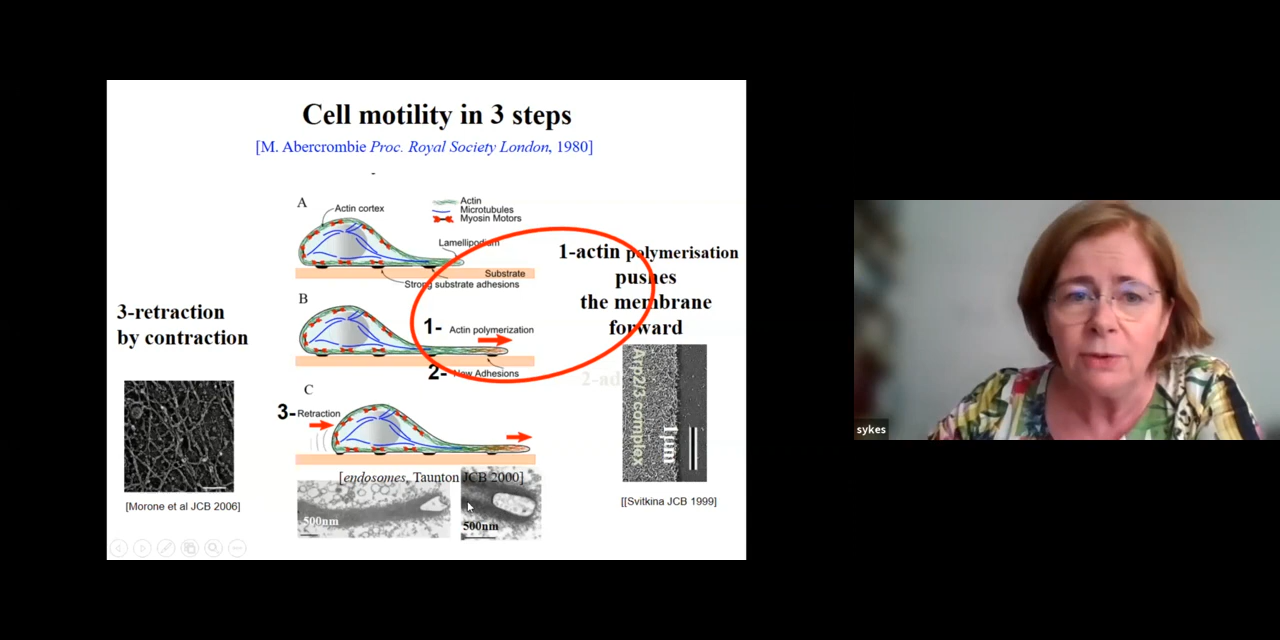 Cell motility in 3 steps
[M. Abercrombie Proc. Royal Society London, 1980]
-
A
Actin cortex
Actin
Microtubules
Myosin Motors
Lamellipodium
Substrate
Strong substrate adhesions
1-actin polymerisation
pushes
the membrane
forward
B
1- Actin polymerization
2- New Adhesions
3-retraction
by contraction
2-ad
C
3- Retraction
Arp2/3 complex
1µm
[endosomes, Taunton JCB 2000]
500nm
500nm
[Morone et al JCB 2006]
[[Svitkina JCB 1999]
sykes